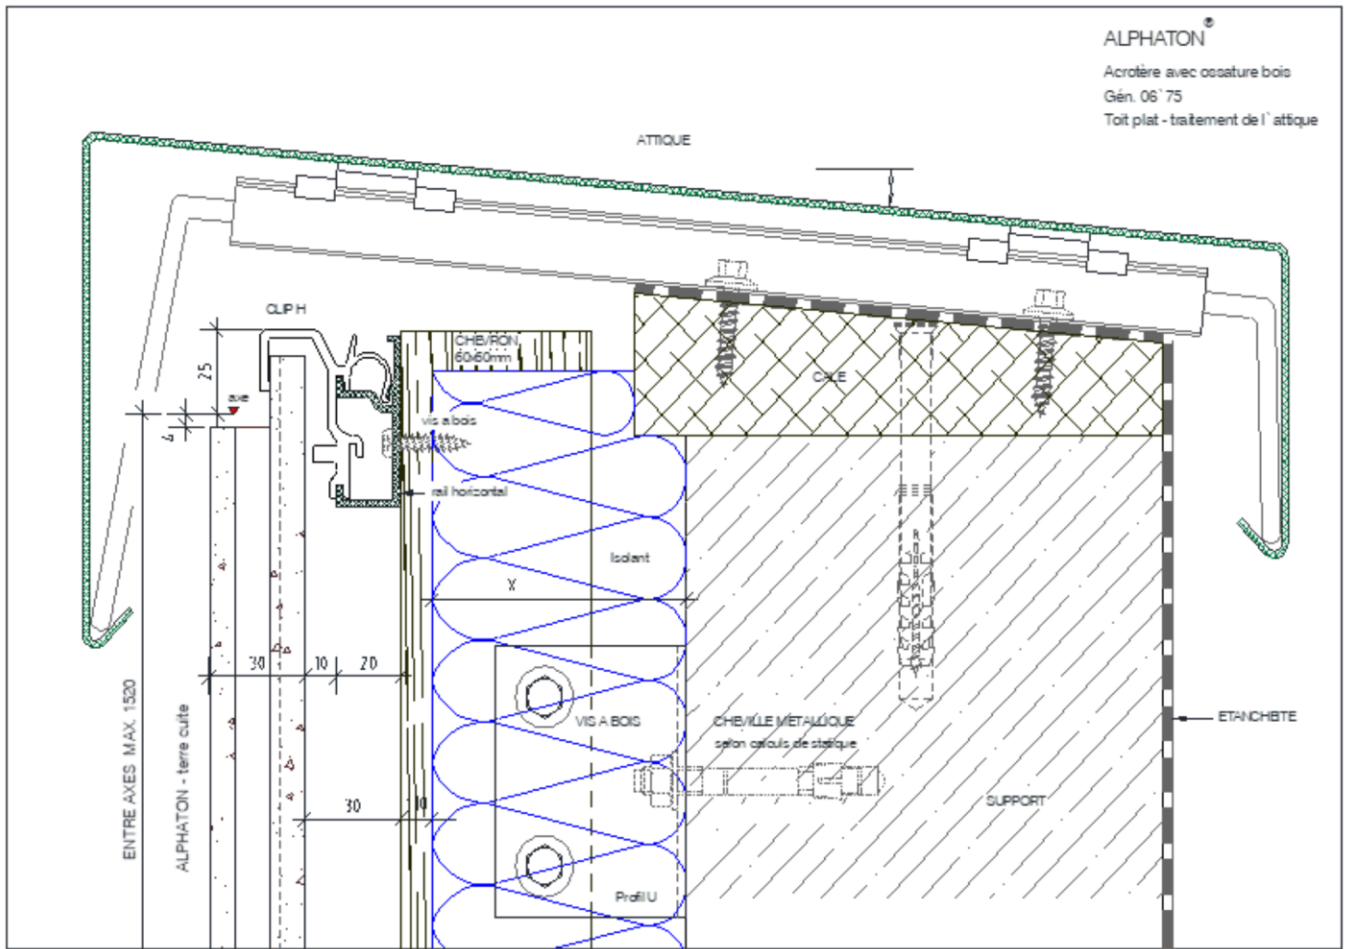 ALPHATON®
Acrotère avec ossature bois
Gén. 06`75
Toit plat - traitement de l`attique
ATTIQUE
CLIP H
CHEVRON
60x60mm
25
axe
4
CALE
vis a bois
rail horizontal
Isolant
X
30
10
20
VIS A BOIS
CHEVILLE METALLIQUE
selon calculs de statique
ETANCHEITE
SUPPORT
30
10
Profil U
ENTRE AXES MAX. 1520
ALPHATON - terre cuite